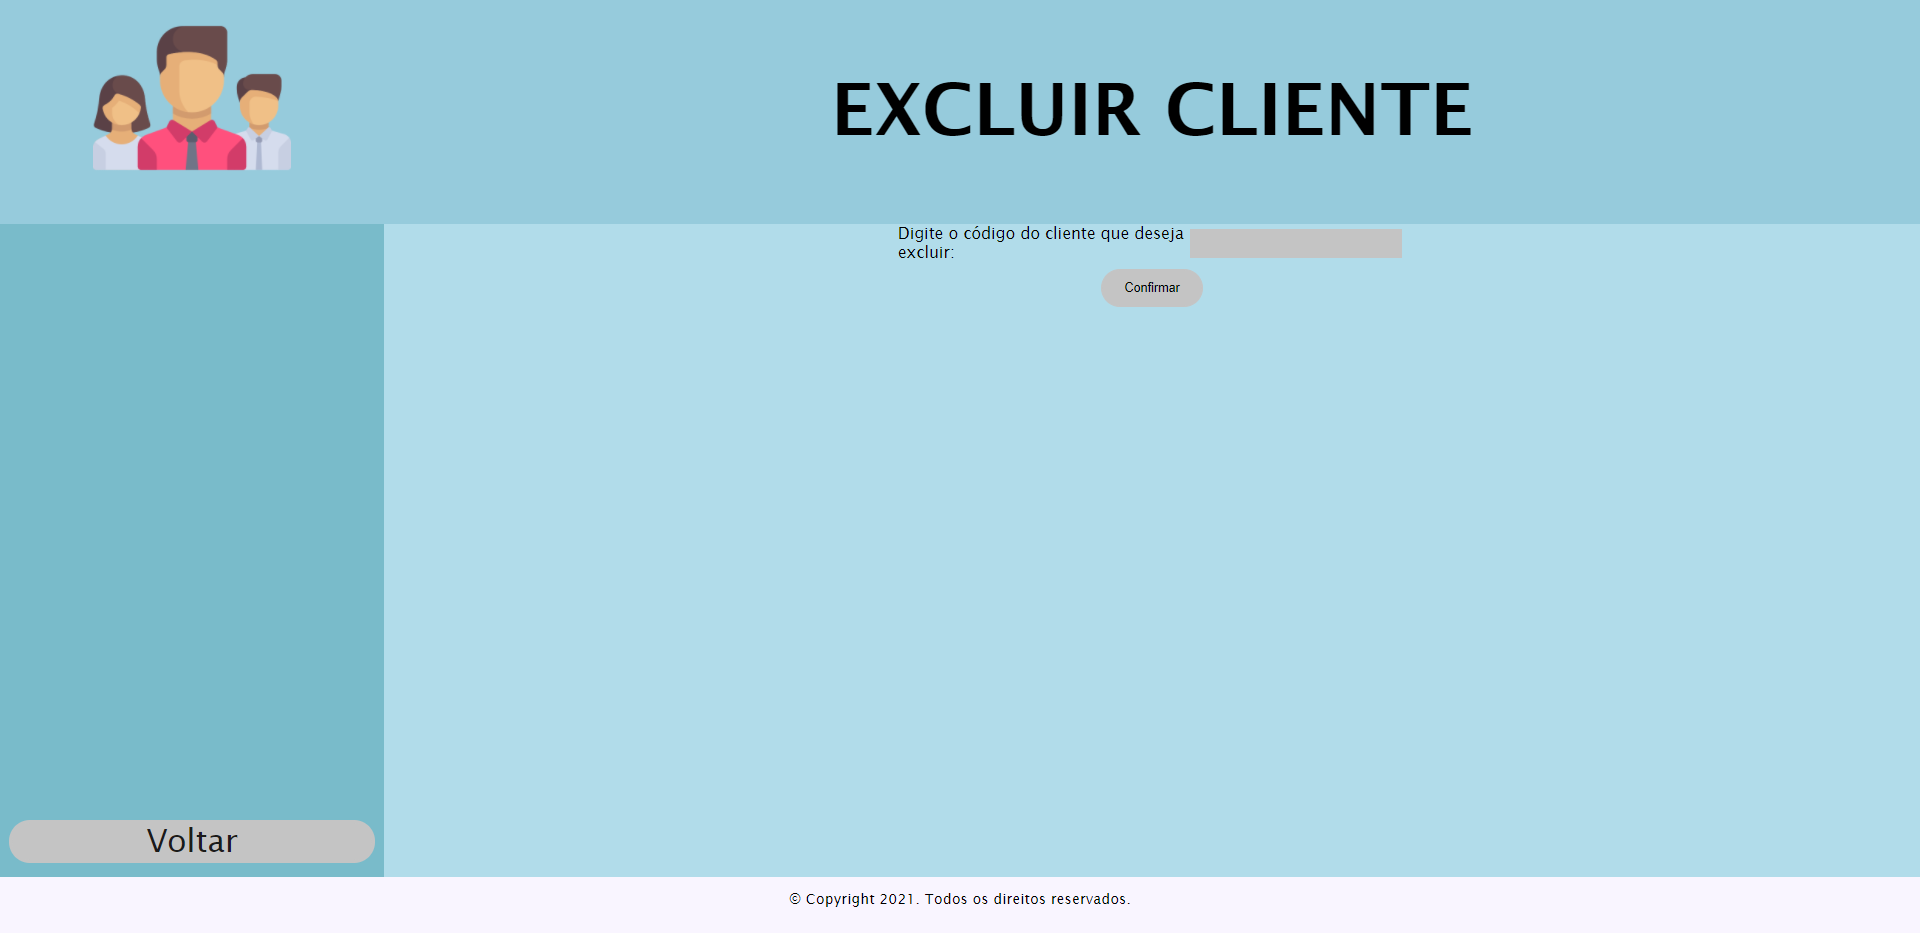 EXCLUIR CLIENTE
Digite o código do cliente que deseja
excluir:
Confirmar
Voltar
© Copyright 2021. Todos os direitos reservados.